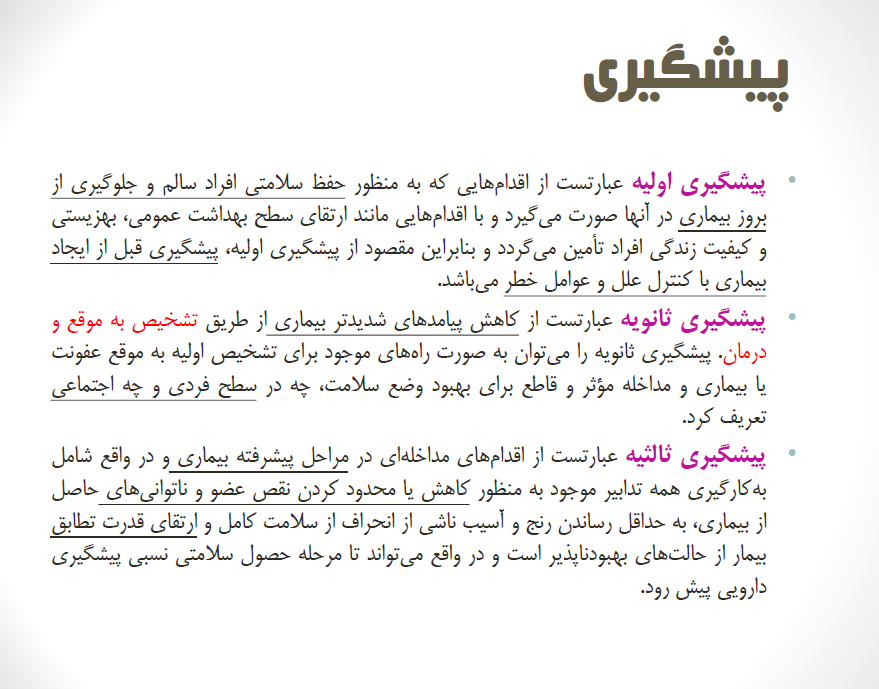 پیشگیری
• پیشگیری اولیه عبارتست از اقدام‌هایی که به منظور حفظ سلامتی افراد سالم و جلوگیری از
بروز بیماری در آنها صورت می‌گیرد و با اقدام‌هایی مانند ارتقای سطح بهداشت عمومی، بهزیستی
و کیفیت زندگی افراد تأمین می‌گردد و بنابراین مقصود از پیشگیری اولیه، پیشگیری قبل از ایجاد
بیماری با کنترل علل و عوامل خطر می‌باشد.
• پیشگیری ثانویه عبارتست از کاهش پیامدهای شدیدتر بیماری از طریق تشخیص به موقع و
درمان. پیشگیری ثانویه را می‌توان به صورت راه‌های موجود برای تشخیص اولیه به موقع عفونت
یا بیماری و مداخله مؤثر و قاطع برای بهبود وضع سلامت، چه در سطح فردی و چه اجتماعی
تعریف کرد.
• پیشگیری ثالثیه عبارتست از اقدام‌های مداخله‌ای در مراحل پیشرفته بیماری و در واقع شامل
به‌کارگیری همه تدابیر موجود به منظور کاهش یا محدود کردن نقص عضو و ناتوانی‌های حاصل
از بیماری، به حداقل رساندن رنج و آسیب ناشی از انحراف از سلامت کامل و ارتقای قدرت تطابق
بیمار از حالت‌های بهبودناپذیر است و در واقع می‌تواند تا مرحله حصول سلامتی نسبی پیشگیری
دارویی پیش رود.